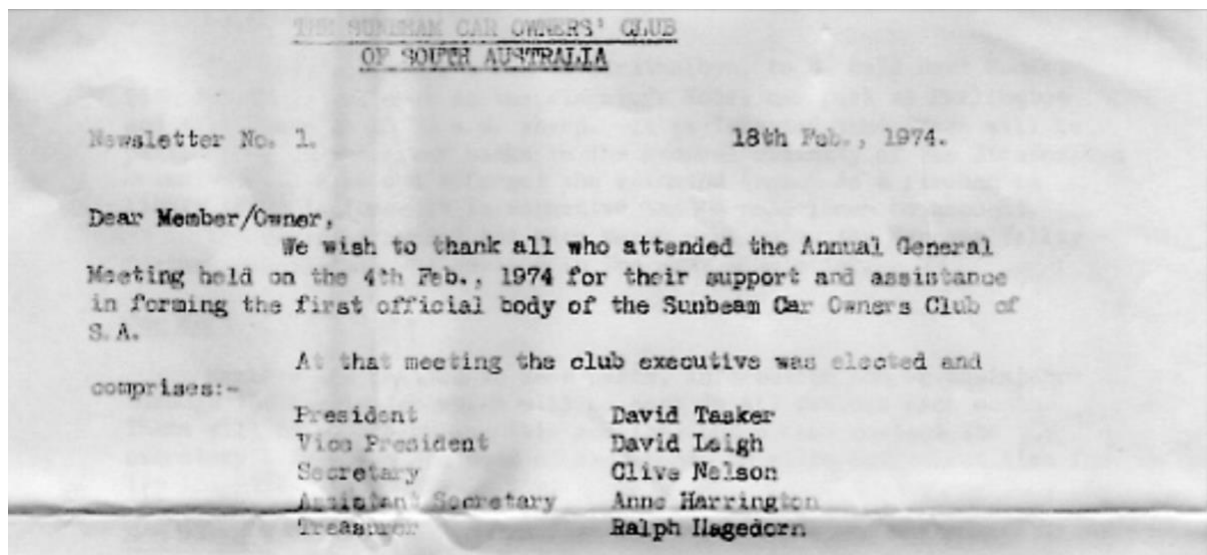 THE SUNBEAM CAR OWNERS' CLUB
OF SOUTH AUSTRALIA
Newsletter No. 1. 18th Feb., 1974.
Dear Member/Owner,
We wish to thank all who attended the Annual General
Meeting held on the 4th Feb., 1974 for their support and assistance
in forming the first official body of the Sunbeam Car Owners Club of
S.A.
At that meeting the club executive was elected and
comprises:-
President David Tasker
Vice President David Leigh
Secretary Clive Nelson
Assistant Secretary Anne Harrington
Treasurer Ralph Hagedorn